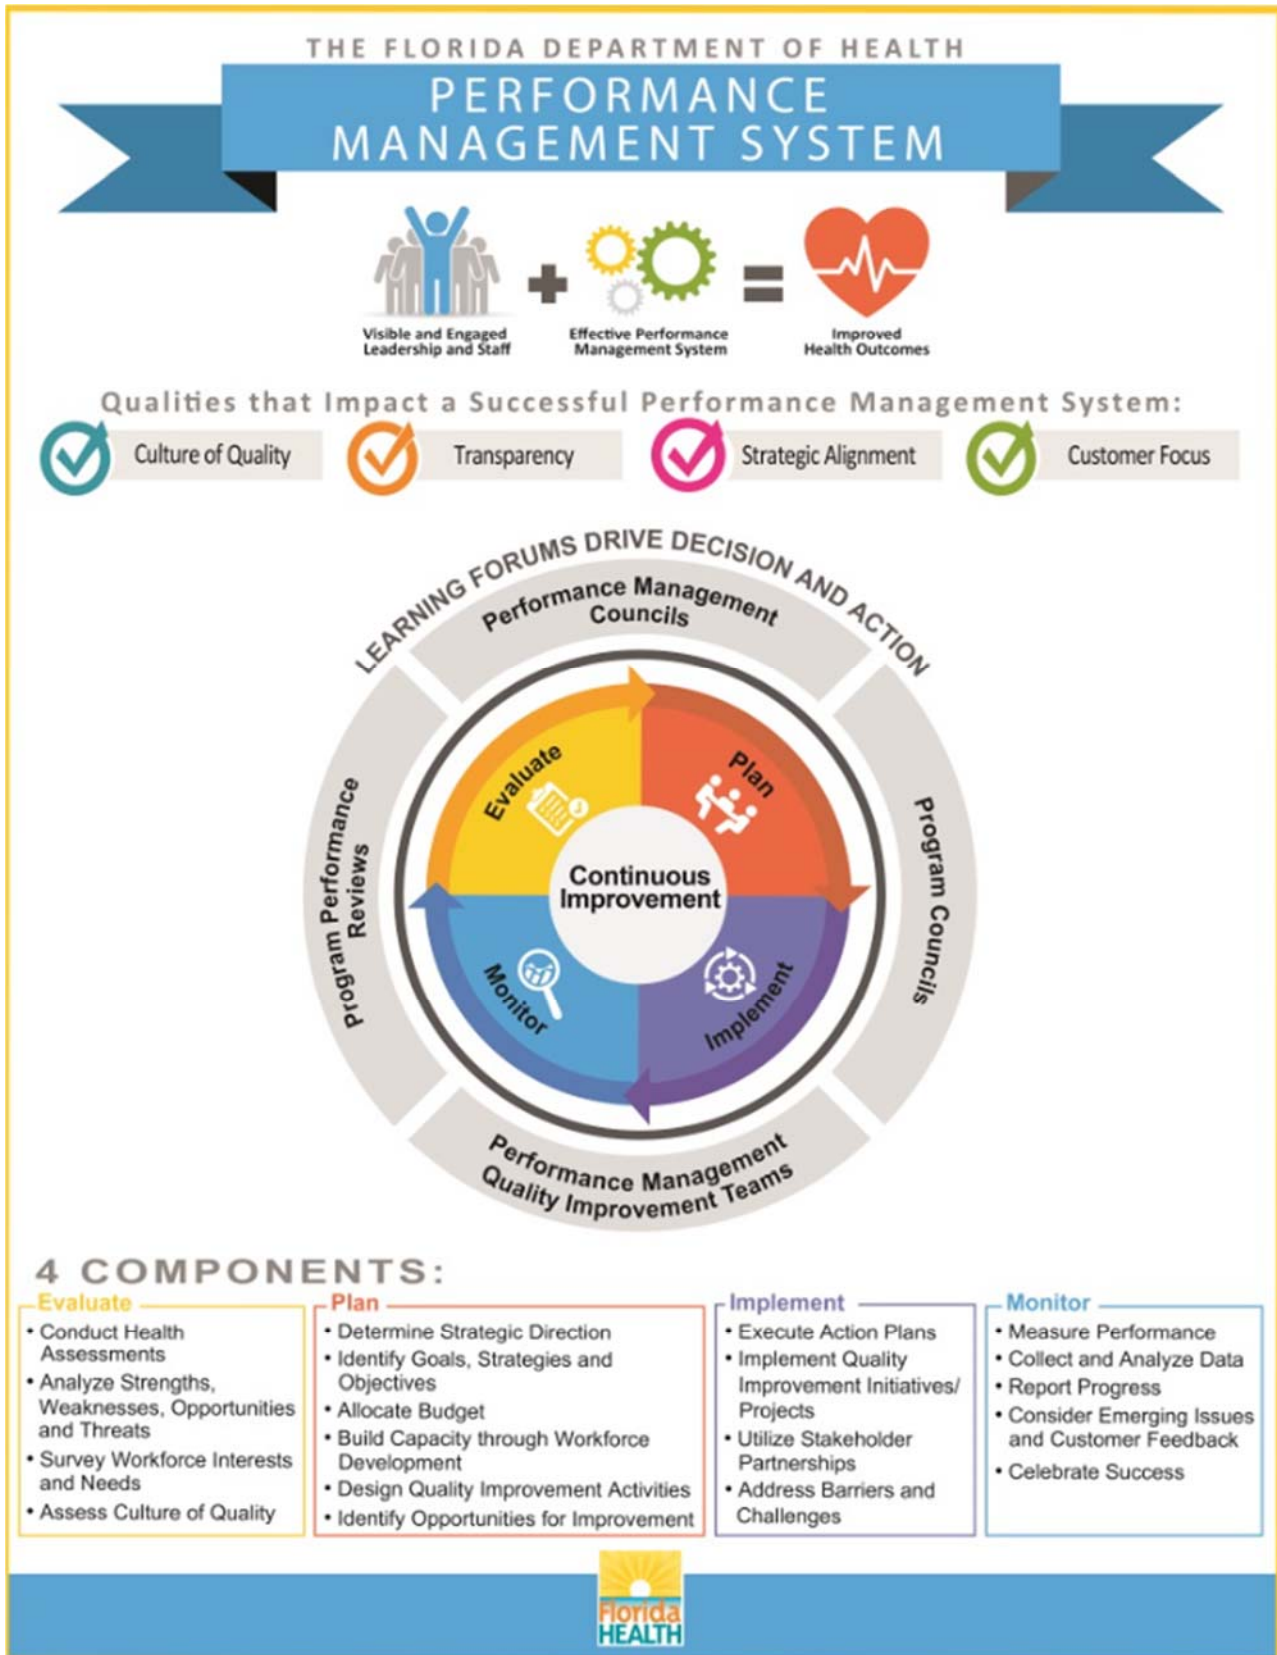 THE FLORIDA DEPARTMENT OF HEALTH
PERFORMANCE
MANAGEMENT SYSTEM
Visible and Engaged
Leadership and Staff
Effective Performance
Management System
Improved
Health Outcomes
Qualities that Impact a Successful Performance Management System:
Culture of Quality
Transparency
Strategic Alignment
Customer Focus
LEARNING FORUMS DRIVE DECISION AND ACTION
Performance Management
Councils
Program Performance
Reviews
Program Councils
Evaluate
Plan
Continuous
Improvement
Monitor
Implement
Performance Management
Quality Improvement Teams
4 COMPONENTS:
Evaluate
• Conduct Health
Assessments
• Analyze Strengths,
Weaknesses, Opportunities
and Threats
• Survey Workforce Interests
and Needs
• Assess Culture of Quality
Plan
• Determine Strategic Direction
• Identify Goals, Strategies and
Objectives
• Allocate Budget
• Build Capacity through Workforce
Development
• Design Quality Improvement Activities
• Identify Opportunities for Improvement
Implement
• Execute Action Plans
• Implement Quality
Improvement Initiatives/
Projects
• Utilize Stakeholder
Partnerships
• Address Barriers and
Challenges
Monitor
• Measure Performance
• Collect and Analyze Data
• Report Progress
• Consider Emerging Issues
and Customer Feedback
• Celebrate Success
Florida
HEALTH